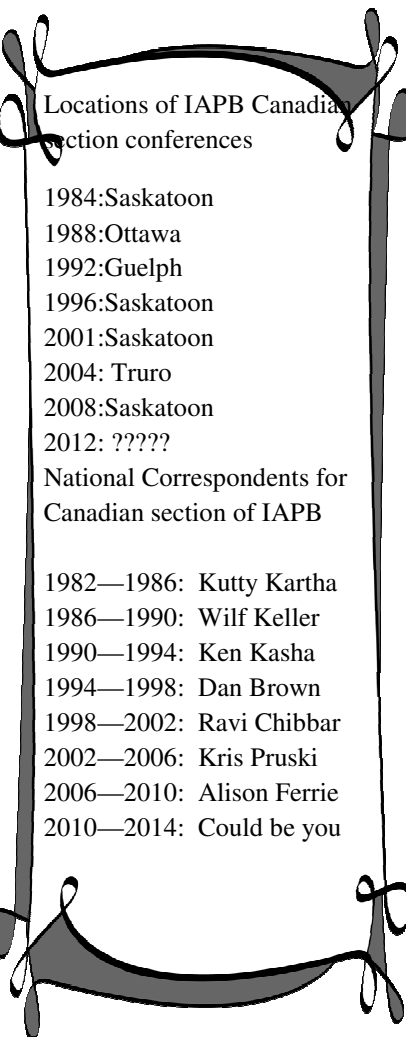 Locations of IAPB Canadian
section conferences
1984:Saskatoon
1988:Ottawa
1992:Guelph
1996:Saskatoon
2001:Saskatoon
2004: Truro
2008:Saskatoon
2012: ?????
National Correspondents for
Canadian section of IAPB
1982—1986: Kutty Kartha
1986—1990: Wilf Keller
1990—1994: Ken Kasha
1994—1998: Dan Brown
1998—2002: Ravi Chibbar
2002—2006: Kris Pruski
2006—2010: Alison Ferrie
2010—2014: Could be you